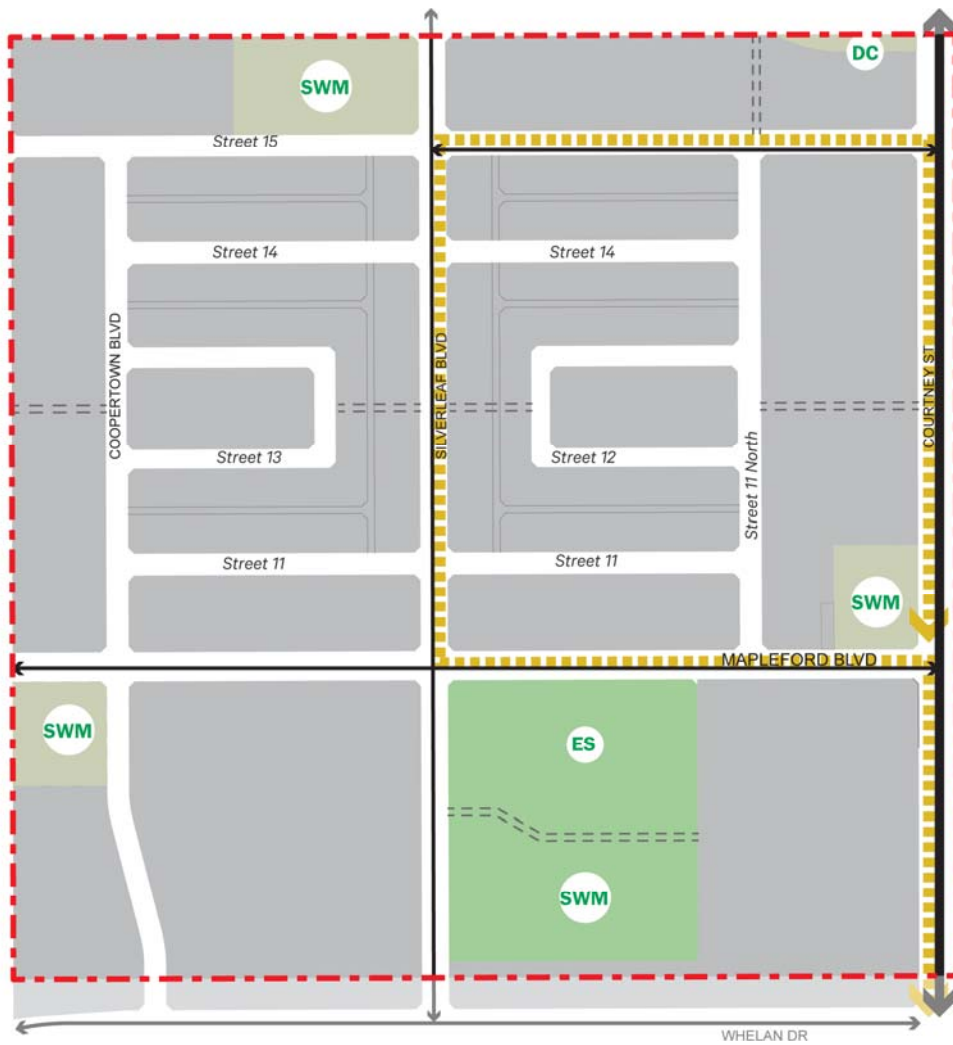 DC
SWM
Street 15
Street 14
Street 14
COOPERTOWN BLVD
SILVERLEAF BLVD
COURTNEY ST
Street 13
Street 12
Street 11 North
Street 11
Street 11
SWM
MAPLEFORD BLVD
SWM
ES
SWM
WHELAN DR